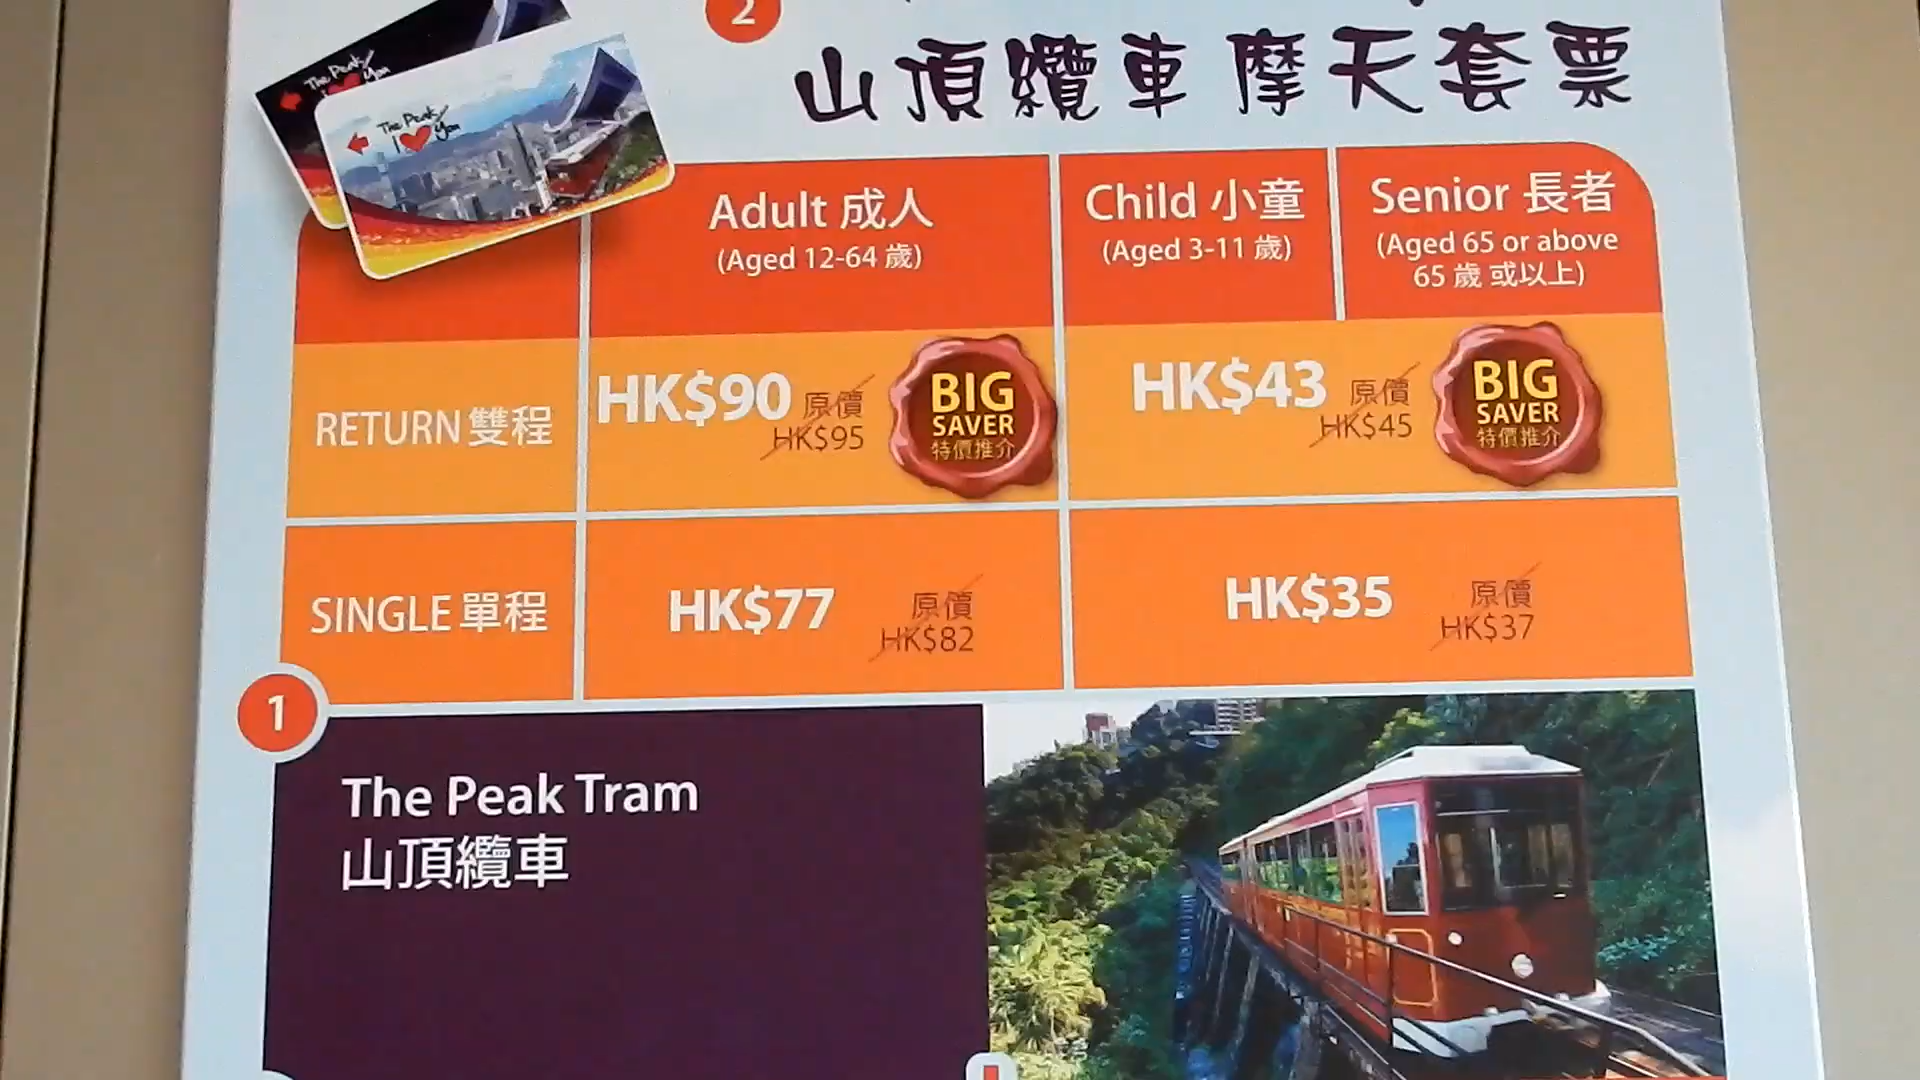 The Peak
I You
The Peak
I You
2
山頂纜車 摩天套票
Adult 成人
(Aged 12-64 歲)
Child 小童
(Aged 3-11 歲)
Senior 長者
(Aged 65 or above
65 歲 或以上)
RETURN 雙程
HK$90 原價
HK$95
BIG
SAVER
特價推介
HK$43 原價
HK$45
BIG
SAVER
特價推介
SINGLE 單程
HK$77 原價
HK$82
HK$35 原價
HK$37
1
The Peak Tram
山頂纜車